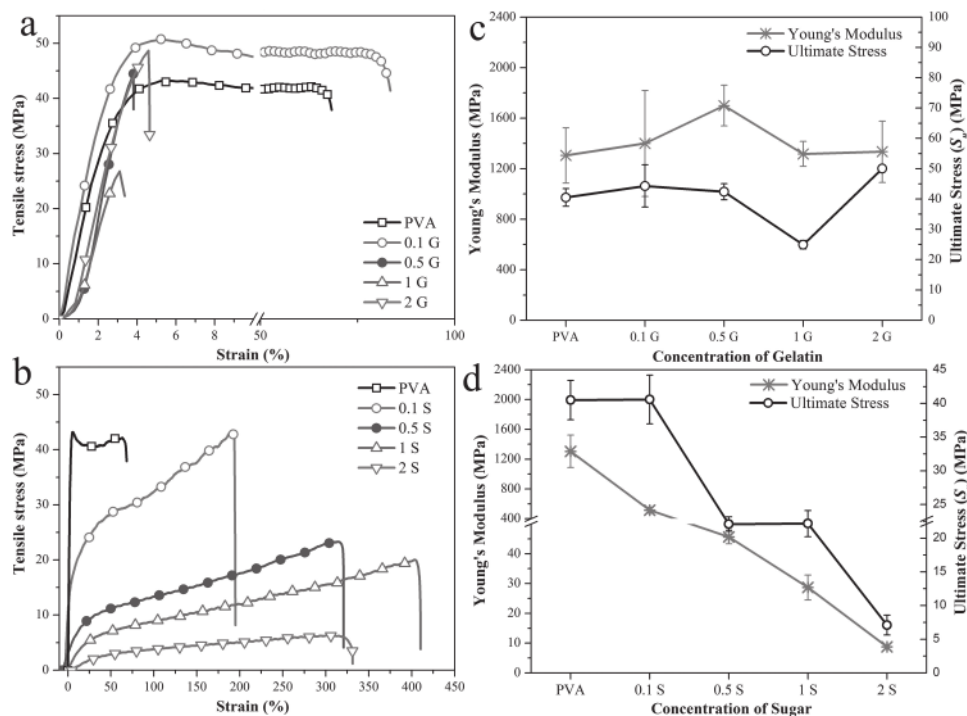 a
Tensile stress (MPa)
50
40
30
20
10
0
PVA
0.1 G
0.5 G
1 G
2 G
0 2 4 6 8 50 100
Strain (%)
b
Tensile stress (MPa)
50
40
30
20
10
0
PVA
0.1 S
0.5 S
1 S
2 S
0 50 100 150 200 250 300 350 400 450
Strain (%)
c
Young's Modulus (MPa)
2400
2000
1600
1200
800
400
0
Young's Modulus
Ultimate Stress
100
90
80
70
60
50
40
30
20
10
0
Ultimate Stress (Su) (MPa)
PVA 0.1 G 0.5 G 1 G 2 G
Concentration of Gelatin
d
Young's Modulus (MPa)
2400
2000
1600
1200
800
400
40
30
20
10
0
Young's Modulus
Ultimate Stress
45
40
35
30
25
20
15
10
5
0
Ultimate Stress (S ) (MPa)
PVA 0.1 S 0.5 S 1 S 2 S
Concentration of Sugar